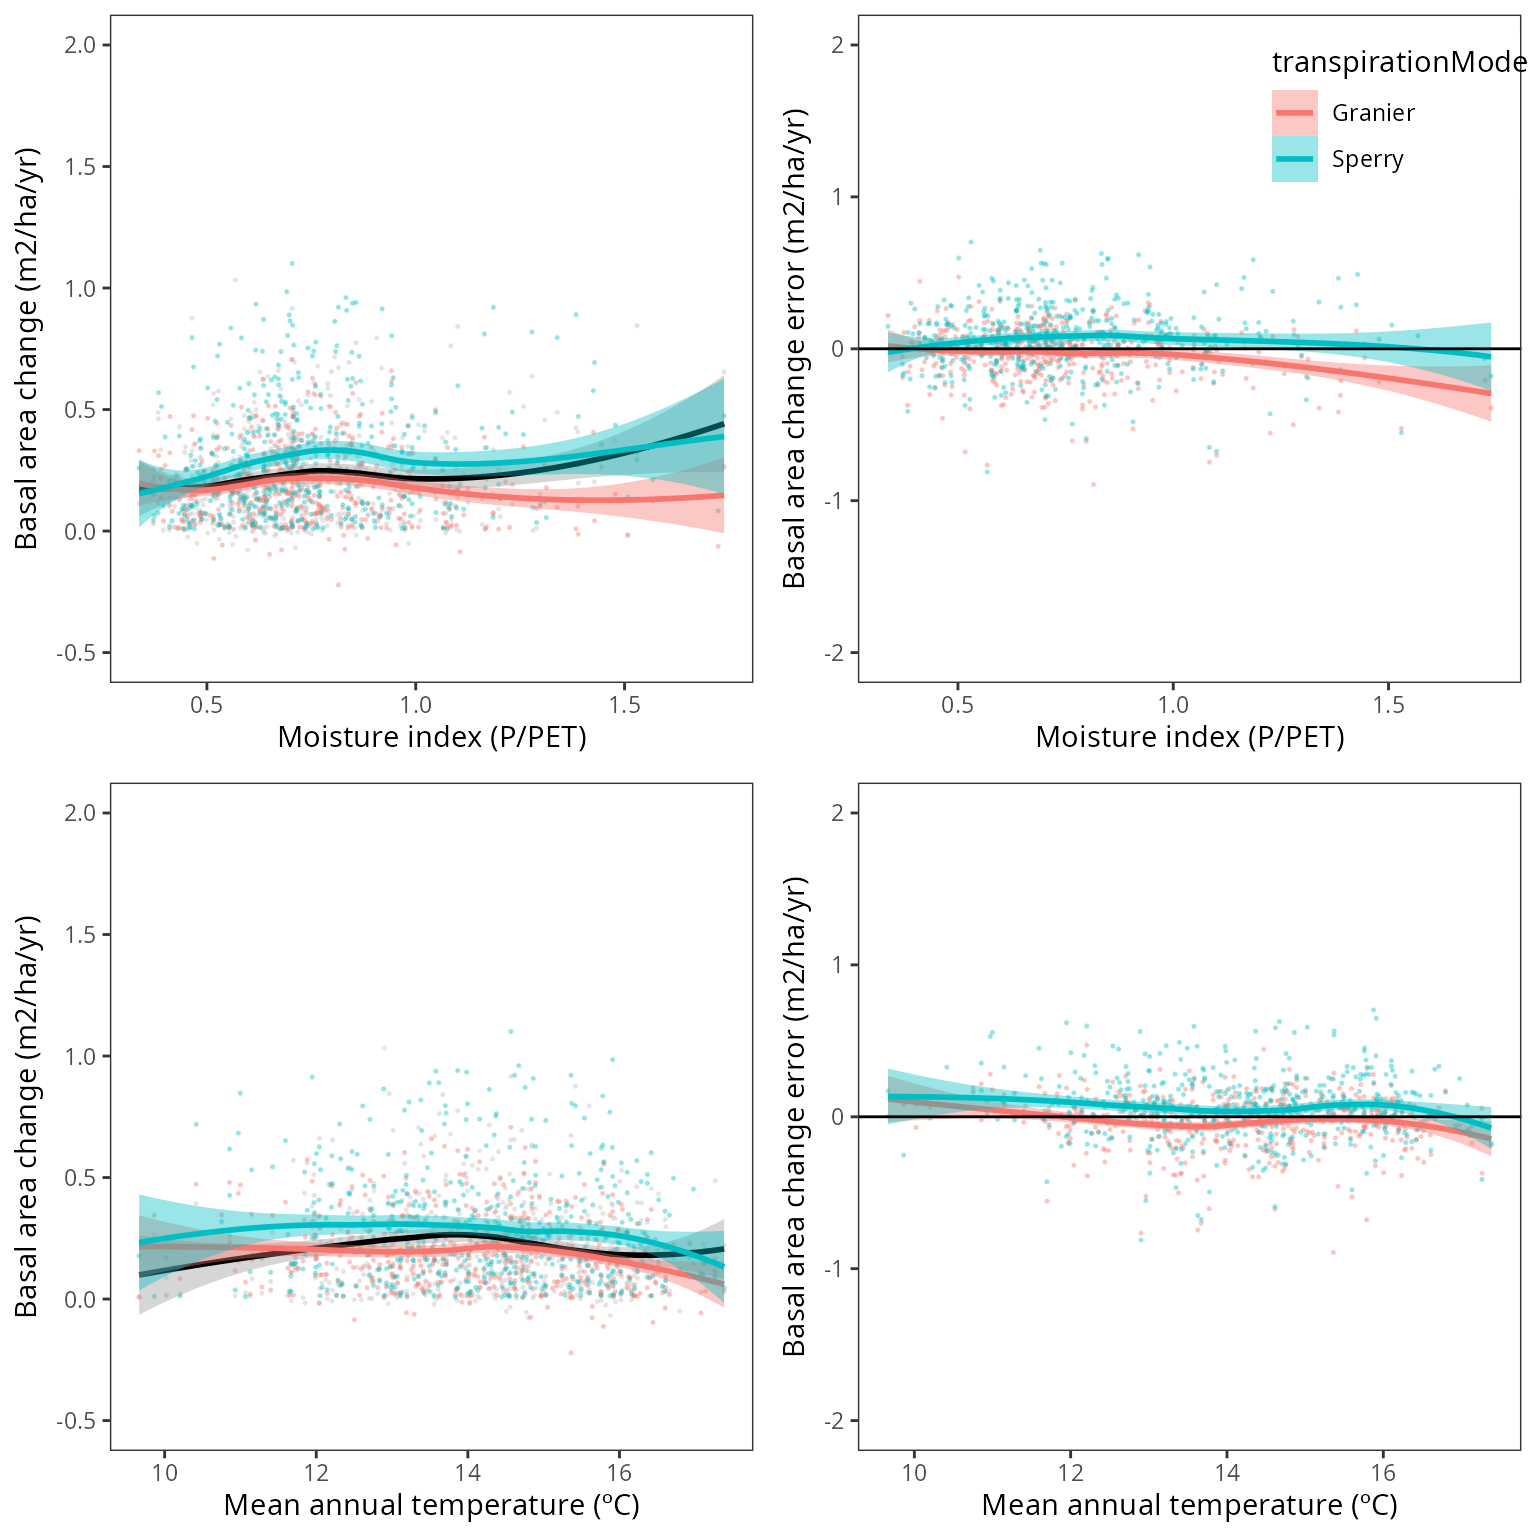 2.0
1.5
1.0
0.5
0.0
-0.5
Basal area change (m2/ha/yr)
0.5 1.0 1.5
Moisture index (P/PET)
2
1
0
-1
-2
Basal area change error (m2/ha/yr)
transpirationMode
Granier
Sperry
0.5 1.0 1.5
Moisture index (P/PET)
2.0
1.5
1.0
0.5
0.0
-0.5
Basal area change (m2/ha/yr)
10 12 14 16
Mean annual temperature (ºC)
2
1
0
-1
-2
Basal area change error (m2/ha/yr)
10 12 14 16
Mean annual temperature (ºC)